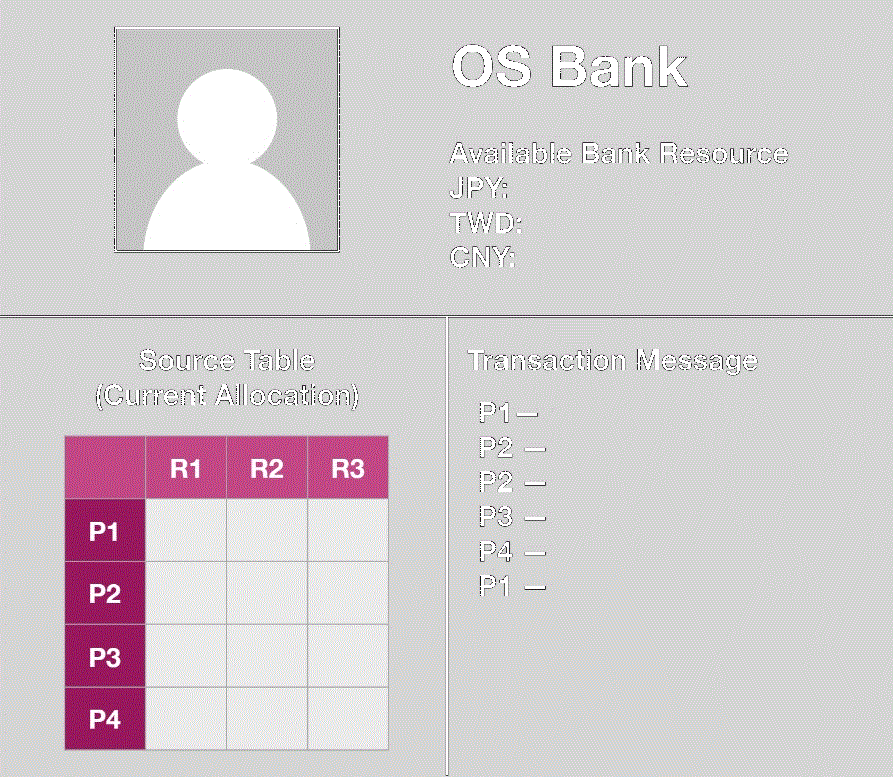 OS Bank
Available Bank Resource
JPY:
TWD:
CNY:
Source Table
(Current Allocation)
R1 R2 R3
P1
P2
P3
P4
Transaction Message
P1 —
P2 —
P2 —
P3 —
P4 —
P1 —